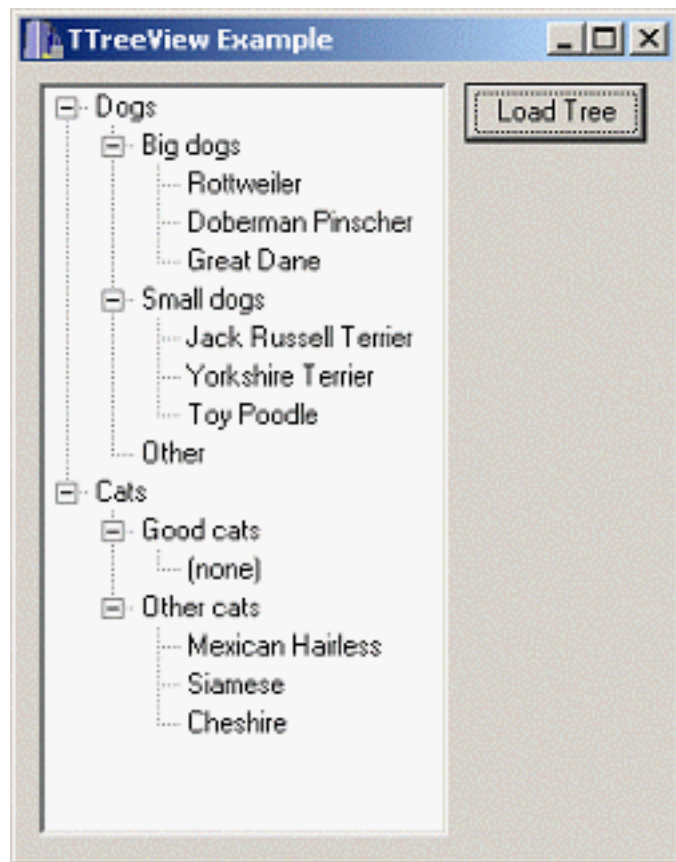 TTreeView Example
Load Tree
Dogs
Big dogs
Rottweiler
Doberman Pinscher
Great Dane
Small dogs
Jack Russell Terrier
Yorkshire Terrier
Toy Poodle
Other
Cats
Good cats
(none)
Other cats
Mexican Hairless
Siamese
Cheshire